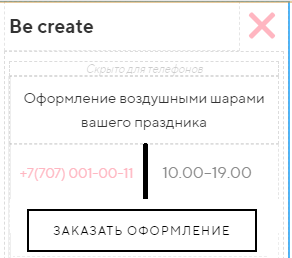 Be create
Скрыто для телефонов
Оформление воздушными шарами
вашего праздника
+7(707) 001-00-11
10.00–19.00
ЗАКАЗАТЬ ОФОРМЛЕНИЕ